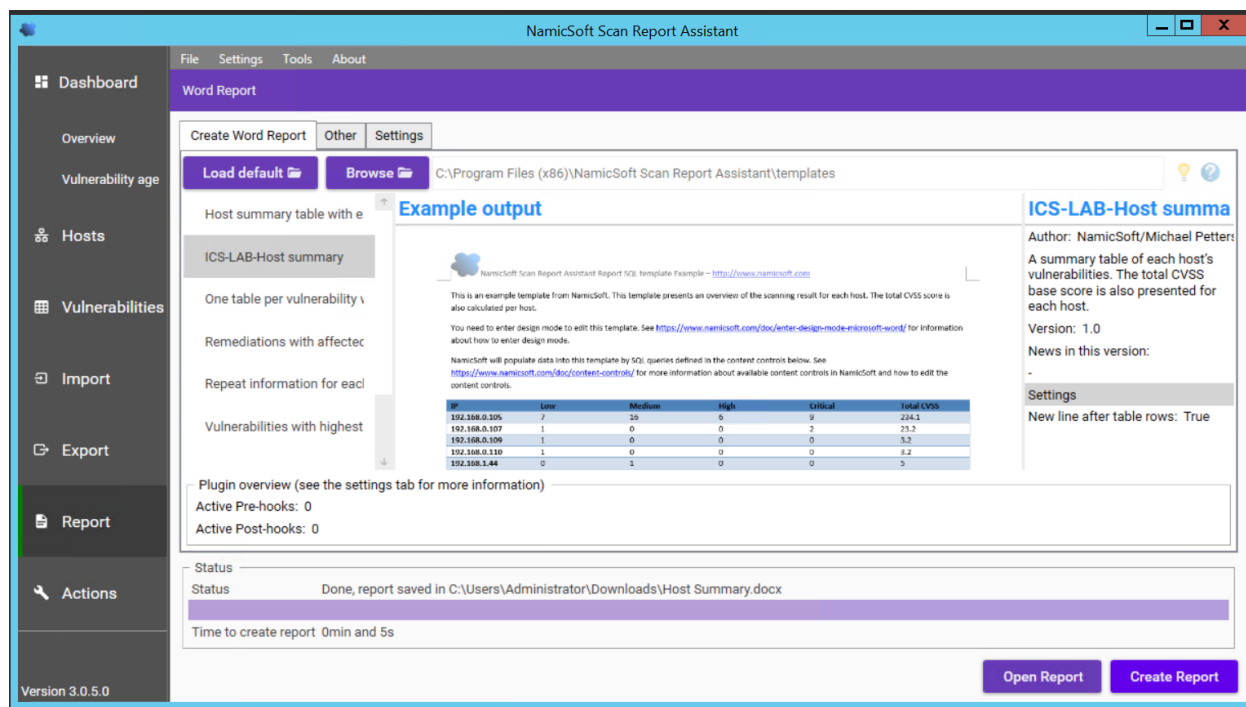 NamicSoft Scan Report Assistant
File Settings Tools About
Word Report
Dashboard
Overview
Vulnerability age
Hosts
Vulnerabilities
Import
Export
Report
Actions
Version 3.0.5.0
Create Word Report Other Settings
Load default Browse C:\Program Files (x86)\NamicSoft Scan Report Assistant\templates
Host summary table with e
ICS-LAB-Host summary
One table per vulnerability v
Remediations with affected
Repeat information for each
Vulnerabilities with highest
Example output
NamicSoft Scan Report Assistant Report SQL template Example – http://www.namicsoft.com
This is an example template from NamicSoft. This template presents an overview of the scanning result for each host. The total CVSS score is
also calculated per host.
You need to enter design mode to edit this template. See https://www.namicsoft.com/doc/enter-design-mode-microsoft-word/ for information
about how to enter design mode.
NamicSoft will populate data into this template by SQL queries defined in the content controls below. See
https://www.namicsoft.com/doc/content-controls/ for more information about available content controls in NamicSoft and how to edit the
content controls.
IP Low Medium High Critical Total CVSS
192.168.0.105 7 16 6 9 234.1
192.168.0.107 1 0 0 2 23.2
192.168.0.109 1 0 0 0 3.2
192.168.0.110 1 0 0 0 3.2
192.168.1.44 0 1 0 0 5
ICS-LAB-Host summa
Author: NamicSoft/Michael Petters
A summary table of each host's
vulnerabilities. The total CVSS
base score is also presented for
each host.
Version: 1.0
News in this version:
-
Settings
New line after table rows: True
Plugin overview (see the settings tab for more information)
Active Pre-hooks: 0
Active Post-hooks: 0
Status
Status Done, report saved in C:\Users\Administrator\Downloads\Host Summary.docx
Time to create report 0min and 5s
Open Report Create Report